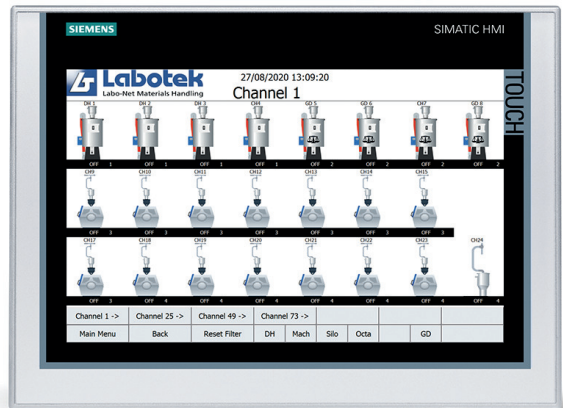 SIEMENS
SIMATIC HMI
TOUCH
Labotek
Labo-Net Materials Handling
27/08/2020 13:09:20
Channel 1
DH 1 DH 2 DH 3 CH4 GD 5 GD 6 CH7 GD 8
OFF 1 OFF 1 OFF 1 OFF 2 OFF 2 OFF 2 OFF 2 OFF 2
CH9 CH10 CH11 CH12 CH13 CH14 CH15
OFF 3 OFF 3 OFF 3 OFF 3 OFF 3 OFF 3 OFF 3
CH17 CH18 CH19 CH20 CH21 CH22 CH23 CH24
OFF 3 OFF 4 OFF 4 OFF 4 OFF 4 OFF 4 OFF 4 OFF 4
Channel 1 -> Channel 25 -> Channel 49 -> Channel 73 ->
Main Menu Back Reset Filter DH Mach Silo Octa GD